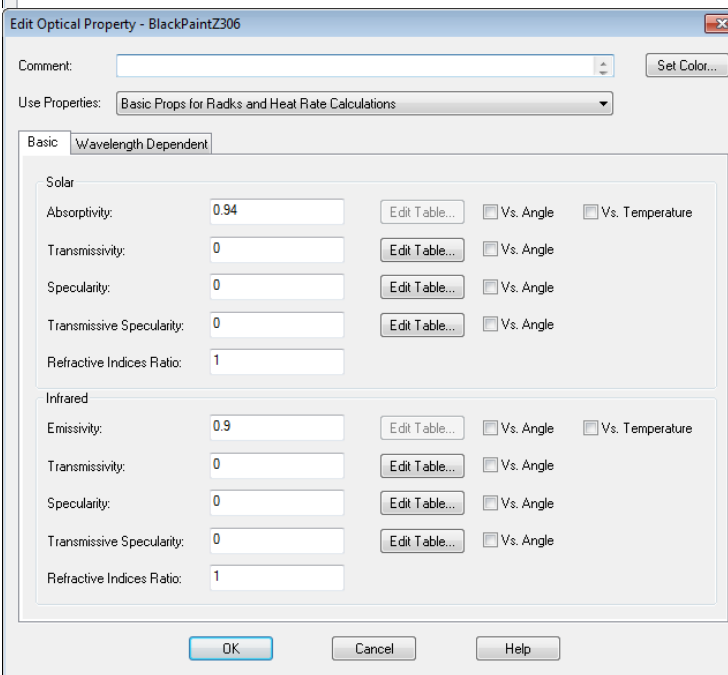 Edit Optical Property - BlackPaintZ306
Comment: Set Color...
Use Properties: Basic Props for Radks and Heat Rate Calculations
Basic Wavelength Dependent
Solar
Absorptivity: 0.94 Edit Table... Vs. Angle Vs. Temperature
Transmissivity: 0 Edit Table... Vs. Angle
Specularity: 0 Edit Table... Vs. Angle
Transmissive Specularity: 0 Edit Table... Vs. Angle
Refractive Indices Ratio: 1
Infrared
Emissivity: 0.9 Edit Table... Vs. Angle Vs. Temperature
Transmissivity: 0 Edit Table... Vs. Angle
Specularity: 0 Edit Table... Vs. Angle
Transmissive Specularity: 0 Edit Table... Vs. Angle
Refractive Indices Ratio: 1
OK Cancel Help